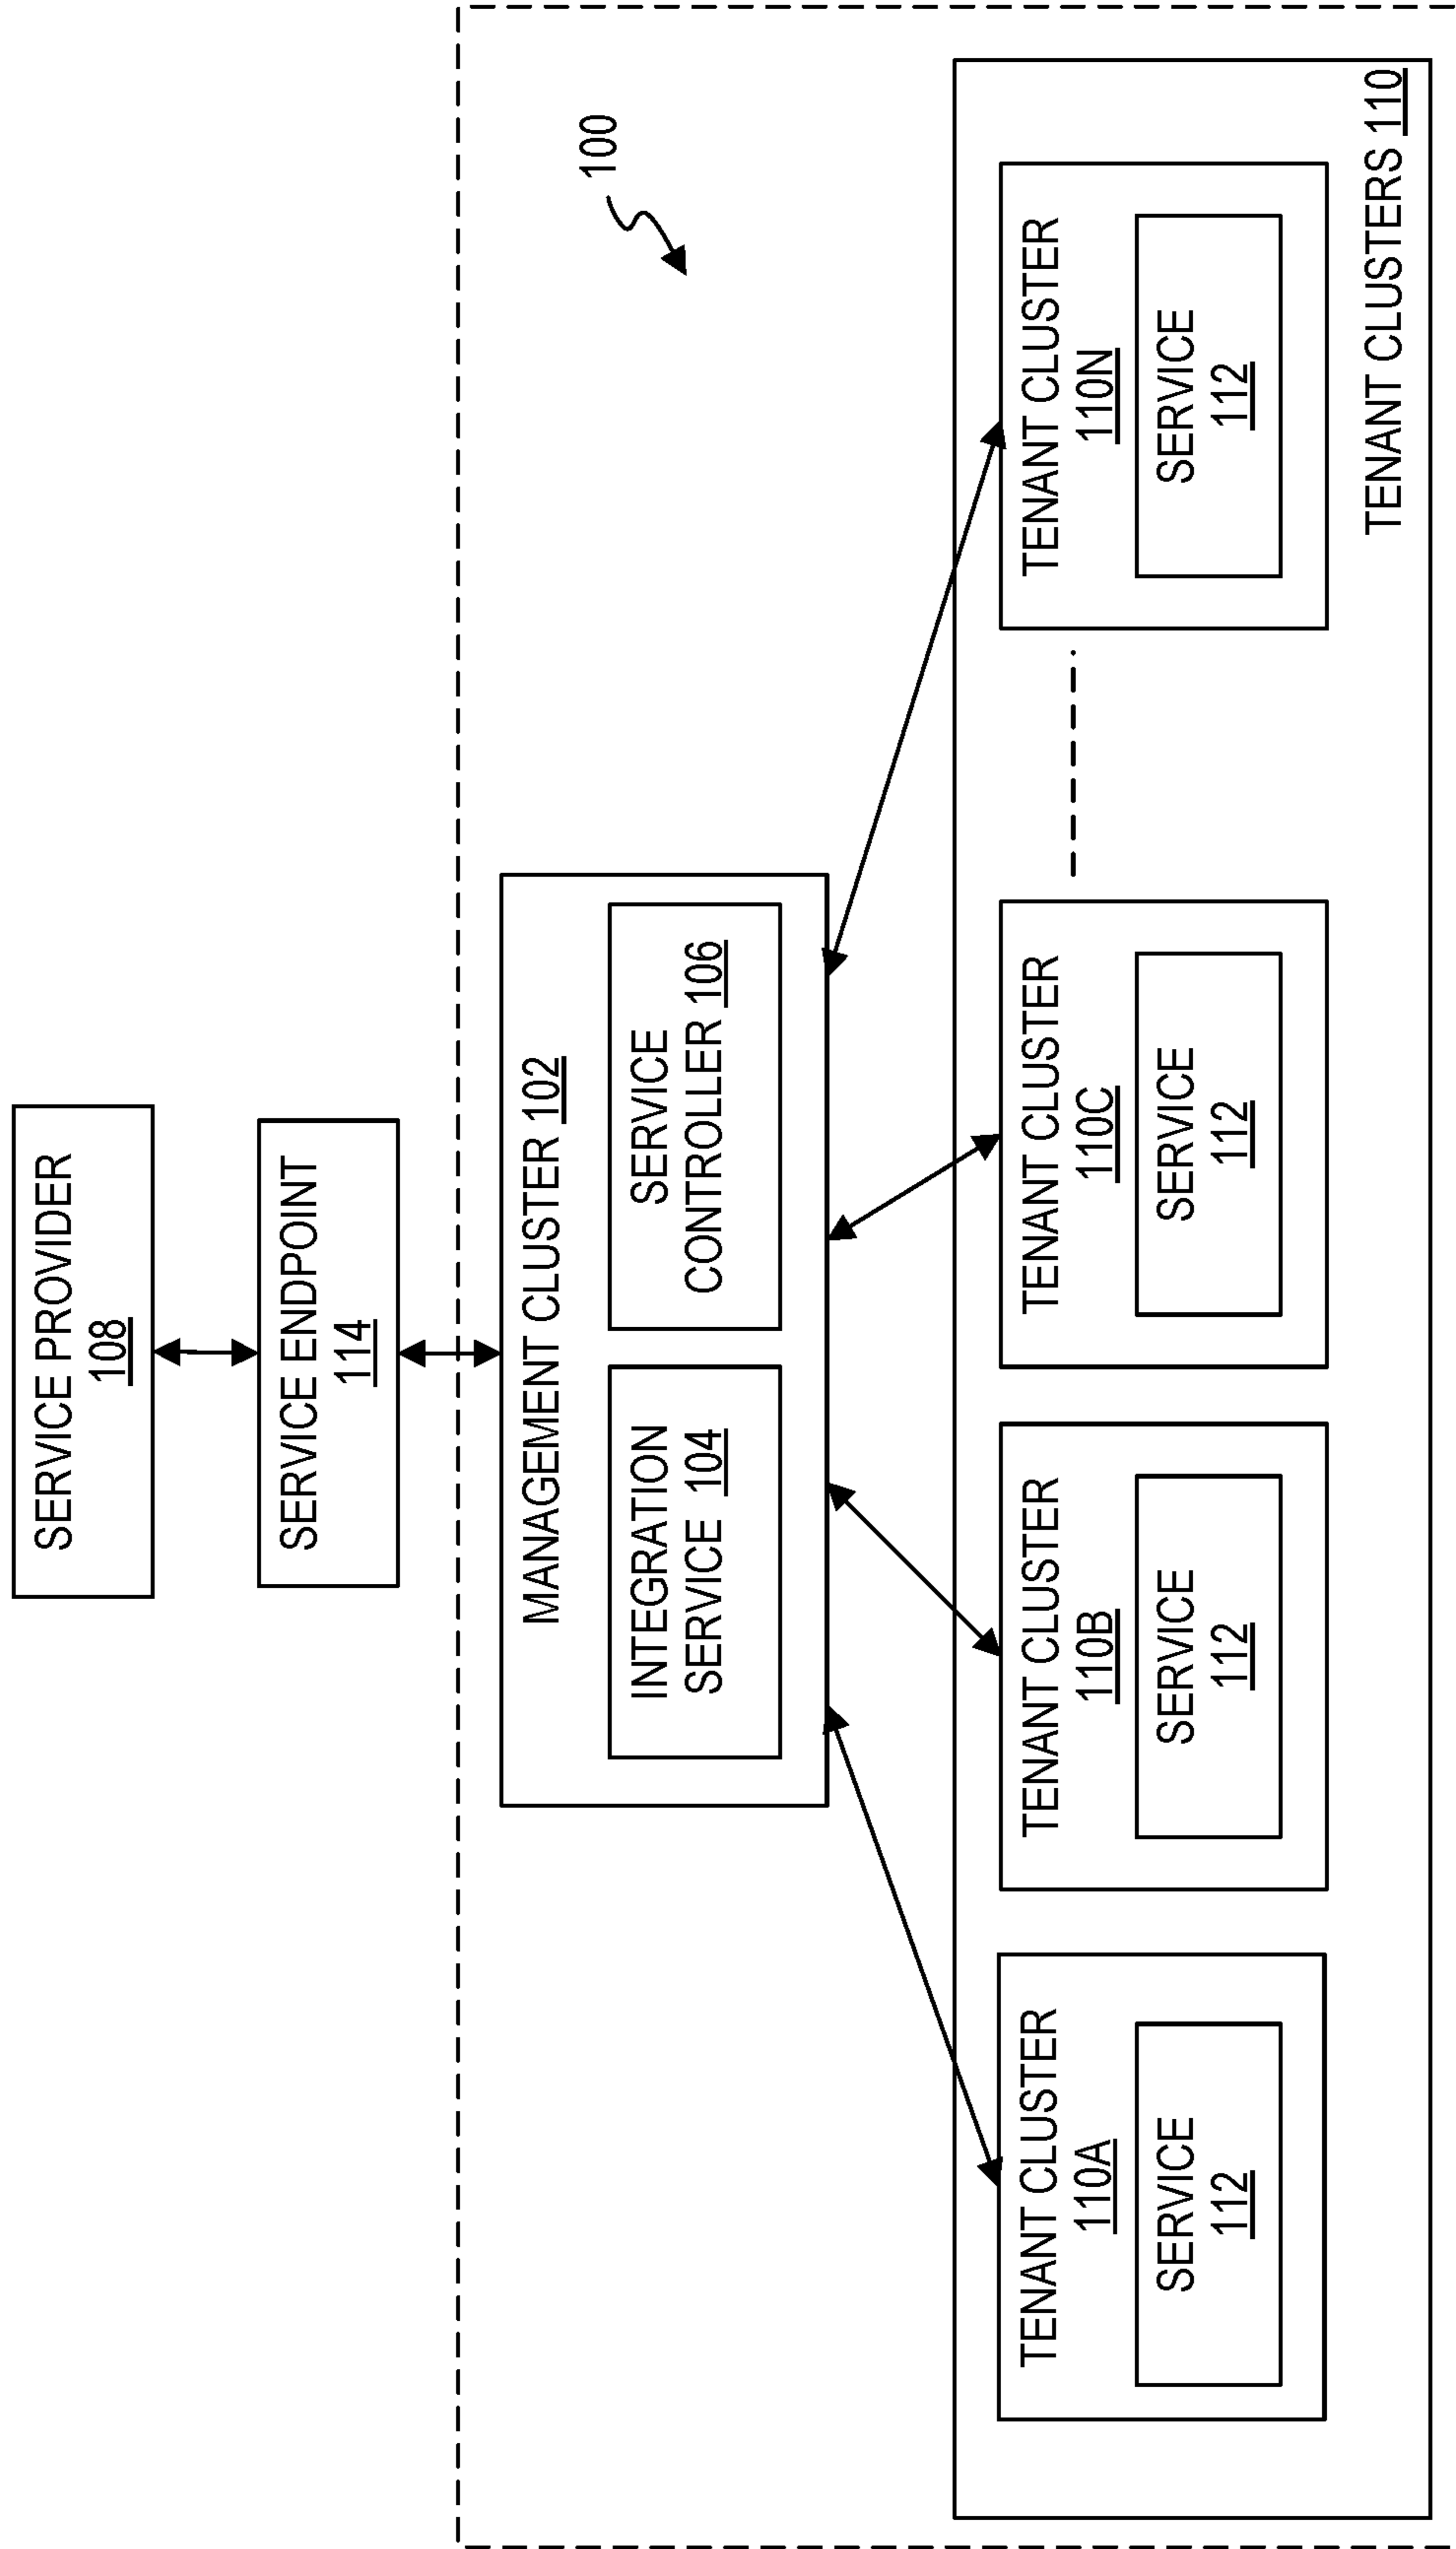 SERVICE PROVIDER
108
SERVICE ENDPOINT
114
100
MANAGEMENT CLUSTER 102
INTEGRATION
SERVICE 104
SERVICE
CONTROLLER 106
TENANT CLUSTER
110A
SERVICE
112
TENANT CLUSTER
110B
SERVICE
112
TENANT CLUSTER
110C
SERVICE
112
TENANT CLUSTER
110N
SERVICE
112
TENANT CLUSTERS 110